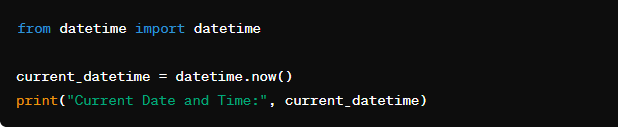 from datetime import datetime
current_datetime = datetime.now()
print("Current Date and Time:", current_datetime)